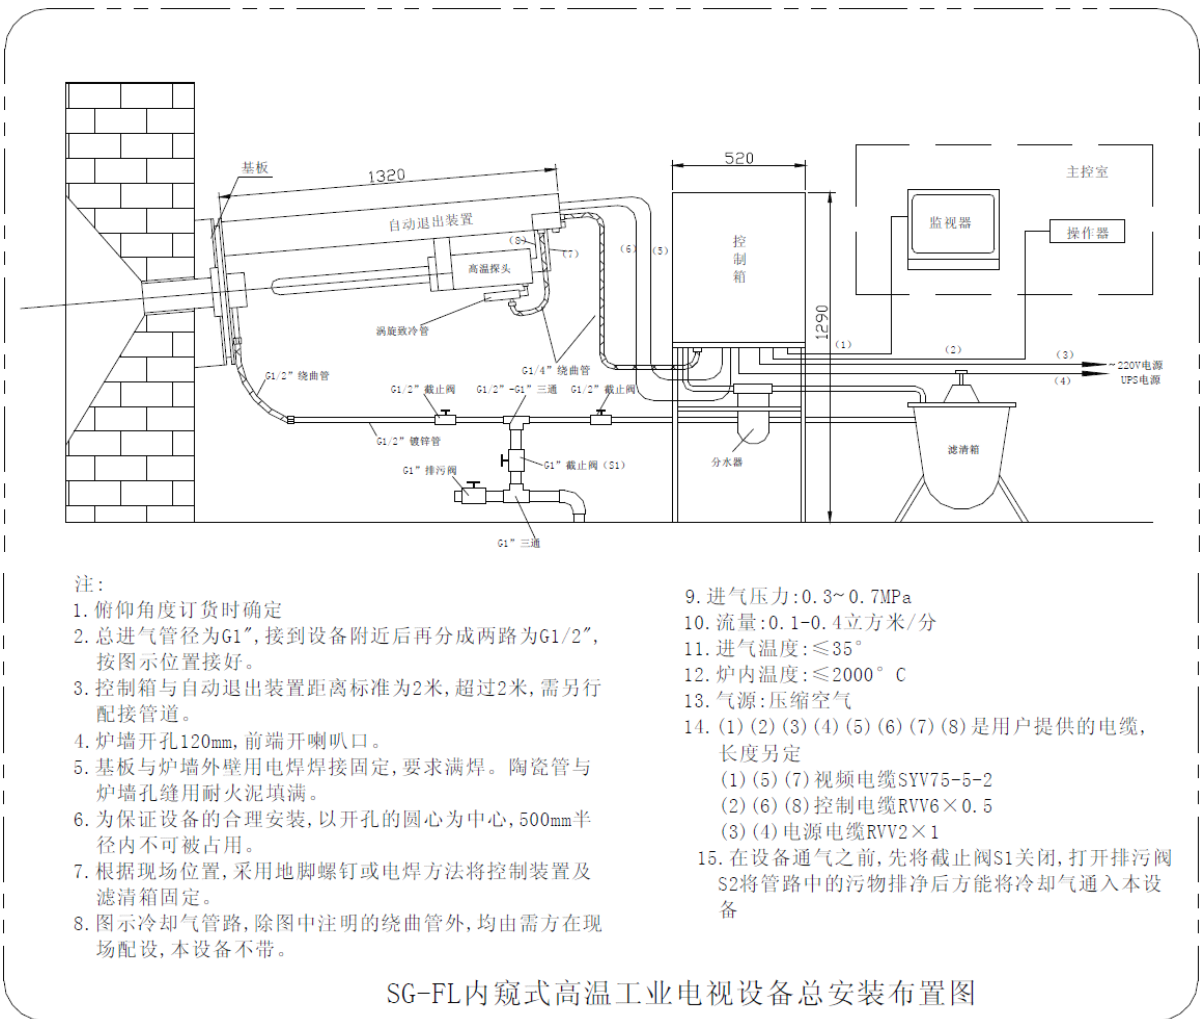 基板
1320
520
主控室
自动退出装置
监视器
操作器
控制箱
(8)
(7)
(6)
(5)
高温探头
1290
涡旋致冷管
(1)
(2)
(3)
~220V电源
(4)
UPS电源
G1/4”绕曲管
G1/2”绕曲管
G1/2”截止阀
G1/2”-G1”三通
G1/2”截止阀
G1/2”镀锌管
G1”排污阀
G1”截止阀(S1)
分水器
滤清箱
G1”三通
注:
1.俯仰角度订货时确定
2.总进气管径为G1",接到设备附近后再分成两路为G1/2",
按图示位置接好。
3.控制箱与自动退出装置距离标准为2米,超过2米,需另行
配接管道。
4.炉墙开孔120mm,前端开喇叭口。
5.基板与炉墙外壁用电焊焊接固定,要求满焊。陶瓷管与
炉墙孔缝用耐火泥填满。
6.为保证设备的合理安装,以开孔的圆心为中心,500mm半
径内不可被占用。
7.根据现场位置,采用地脚螺钉或电焊方法将控制装置及
滤清箱固定。
8.图示冷却气管路,除图中注明的绕曲管外,均由需方在现
场配设,本设备不带。
9.进气压力:0.3~0.7MPa
10.流量:0.1-0.4立方米/分
11.进气温度:≤35°
12.炉内温度:≤2000°C
13.气源:压缩空气
14.(1)(2)(3)(4)(5)(6)(7)(8)是用户提供的电缆,
长度另定
(1)(5)(7)视频电缆SYV75-5-2
(2)(6)(8)控制电缆RVV6×0.5
(3)(4)电源电缆RVV2×1
15.在设备通气之前,先将截止阀S1关闭,打开排污阀
S2将管路中的污物排净后方能将冷却气通入本设
备
SG-FL内窥式高温工业电视设备总安装布置图